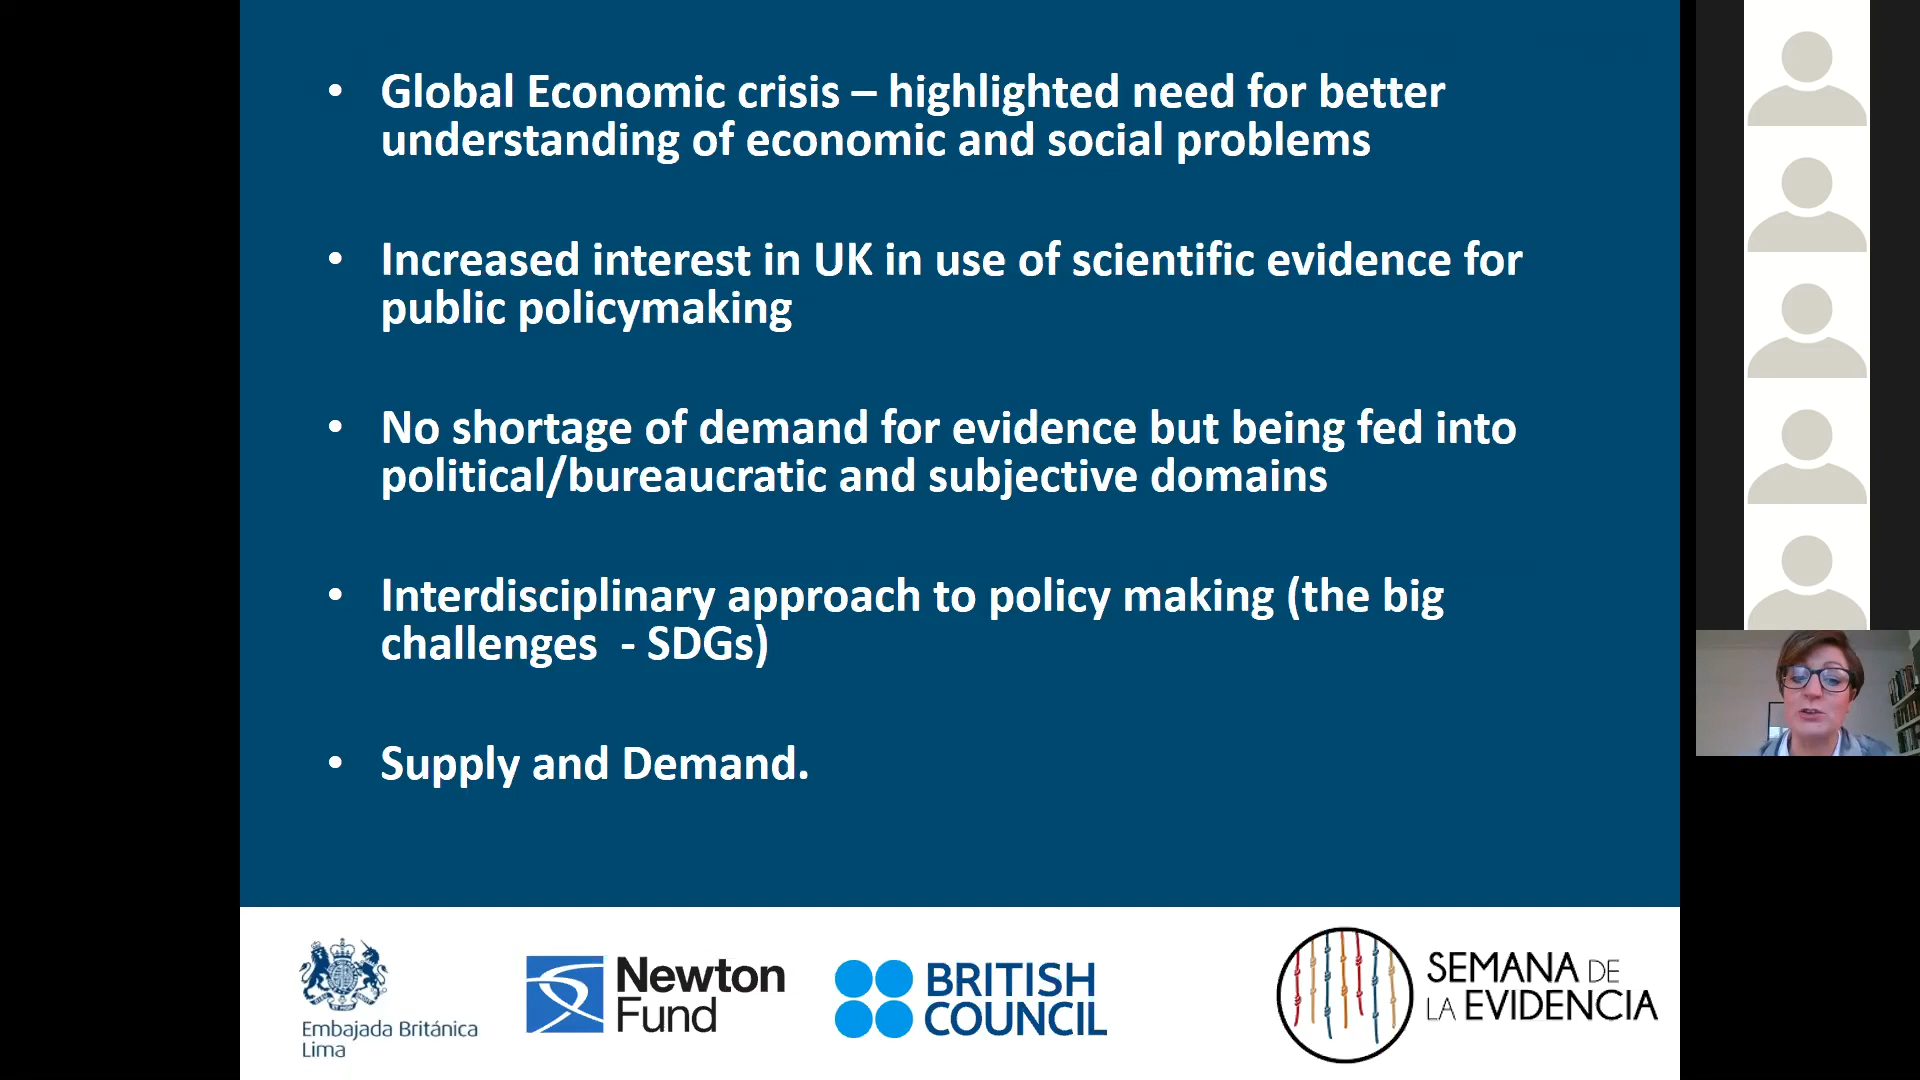 • Global Economic crisis – highlighted need for better
understanding of economic and social problems
• Increased interest in UK in use of scientific evidence for
public policymaking
• No shortage of demand for evidence but being fed into
political/bureaucratic and subjective domains
• Interdisciplinary approach to policy making (the big
challenges  - SDGs)
• Supply and Demand.
Embajada Británica
Lima
Newton
Fund
BRITISH
COUNCIL
SEMANA DE
LA EVIDENCIA